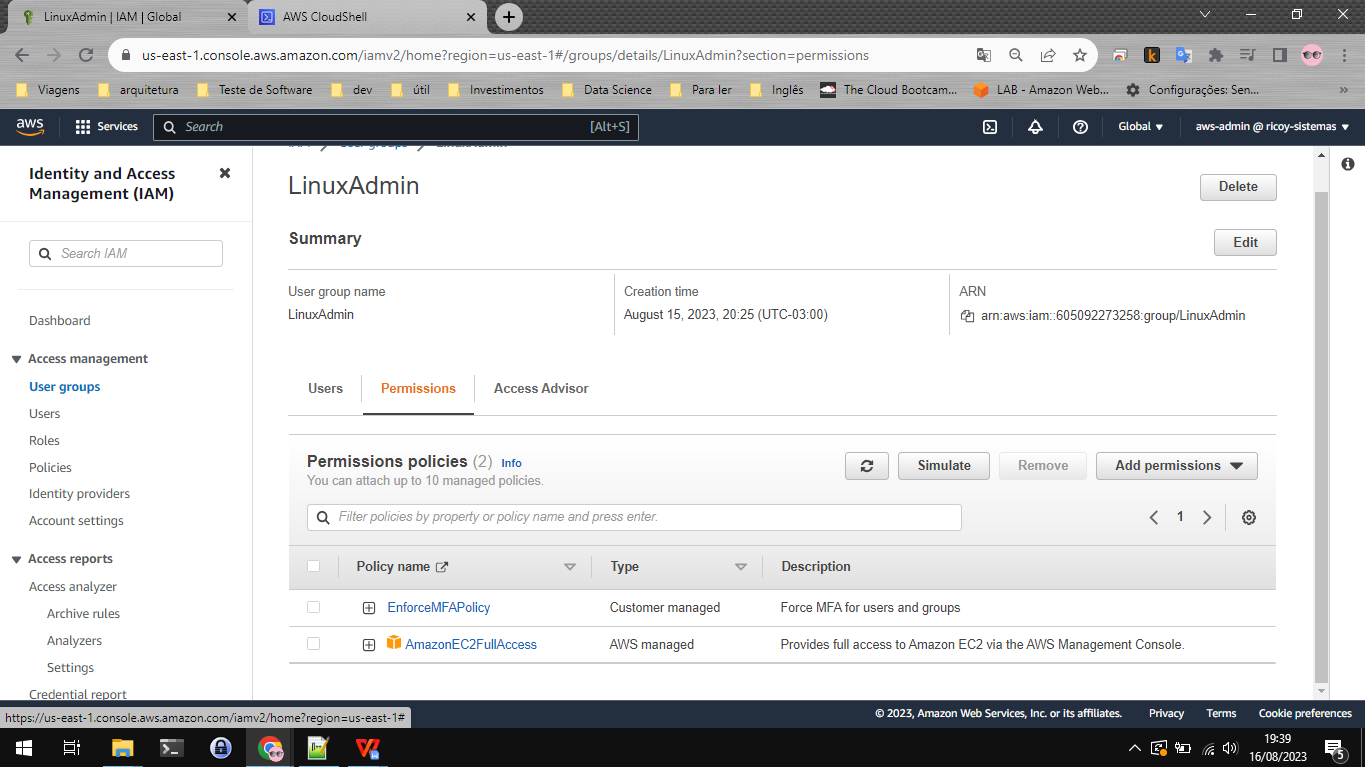 LinuxAdmin | IAM | Global
AWS CloudShell
us-east-1.console.aws.amazon.com/iamv2/home?region=us-east-1#/groups/details/LinuxAdmin?section=permissions
Viagens
arquitetura
Teste de Software
dev
útil
Investimentos
Data Science
Para ler
Inglês
The Cloud Bootcam...
LAB - Amazon Web...
Configurações: Sen...
aws
Services
Search
[Alt+S]
Global
aws-admin @ ricoy-sistemas
Identity and Access
Management (IAM)
Search IAM
Dashboard
Access management
User groups
Users
Roles
Policies
Identity providers
Account settings
Access reports
Access analyzer
Archive rules
Analyzers
Settings
Credential report
IAM
User groups
LinuxAdmin
LinuxAdmin
Delete
Summary
Edit
User group name
LinuxAdmin
Creation time
August 15, 2023, 20:25 (UTC-03:00)
ARN
arn:aws:iam::605092273258:group/LinuxAdmin
Users
Permissions
Access Advisor
Permissions policies (2) Info
You can attach up to 10 managed policies.
Simulate
Remove
Add permissions
Filter policies by property or policy name and press enter.
1
Policy name
Type
Description
EnforceMFAPolicy
Customer managed
Force MFA for users and groups
AmazonEC2FullAccess
AWS managed
Provides full access to Amazon EC2 via the AWS Management Console.
https://us-east-1.console.aws.amazon.com/iamv2/home?region=us-east-1#
© 2023, Amazon Web Services, Inc. or its affiliates.
Privacy
Terms
Cookie preferences
19:39
16/08/2023
5